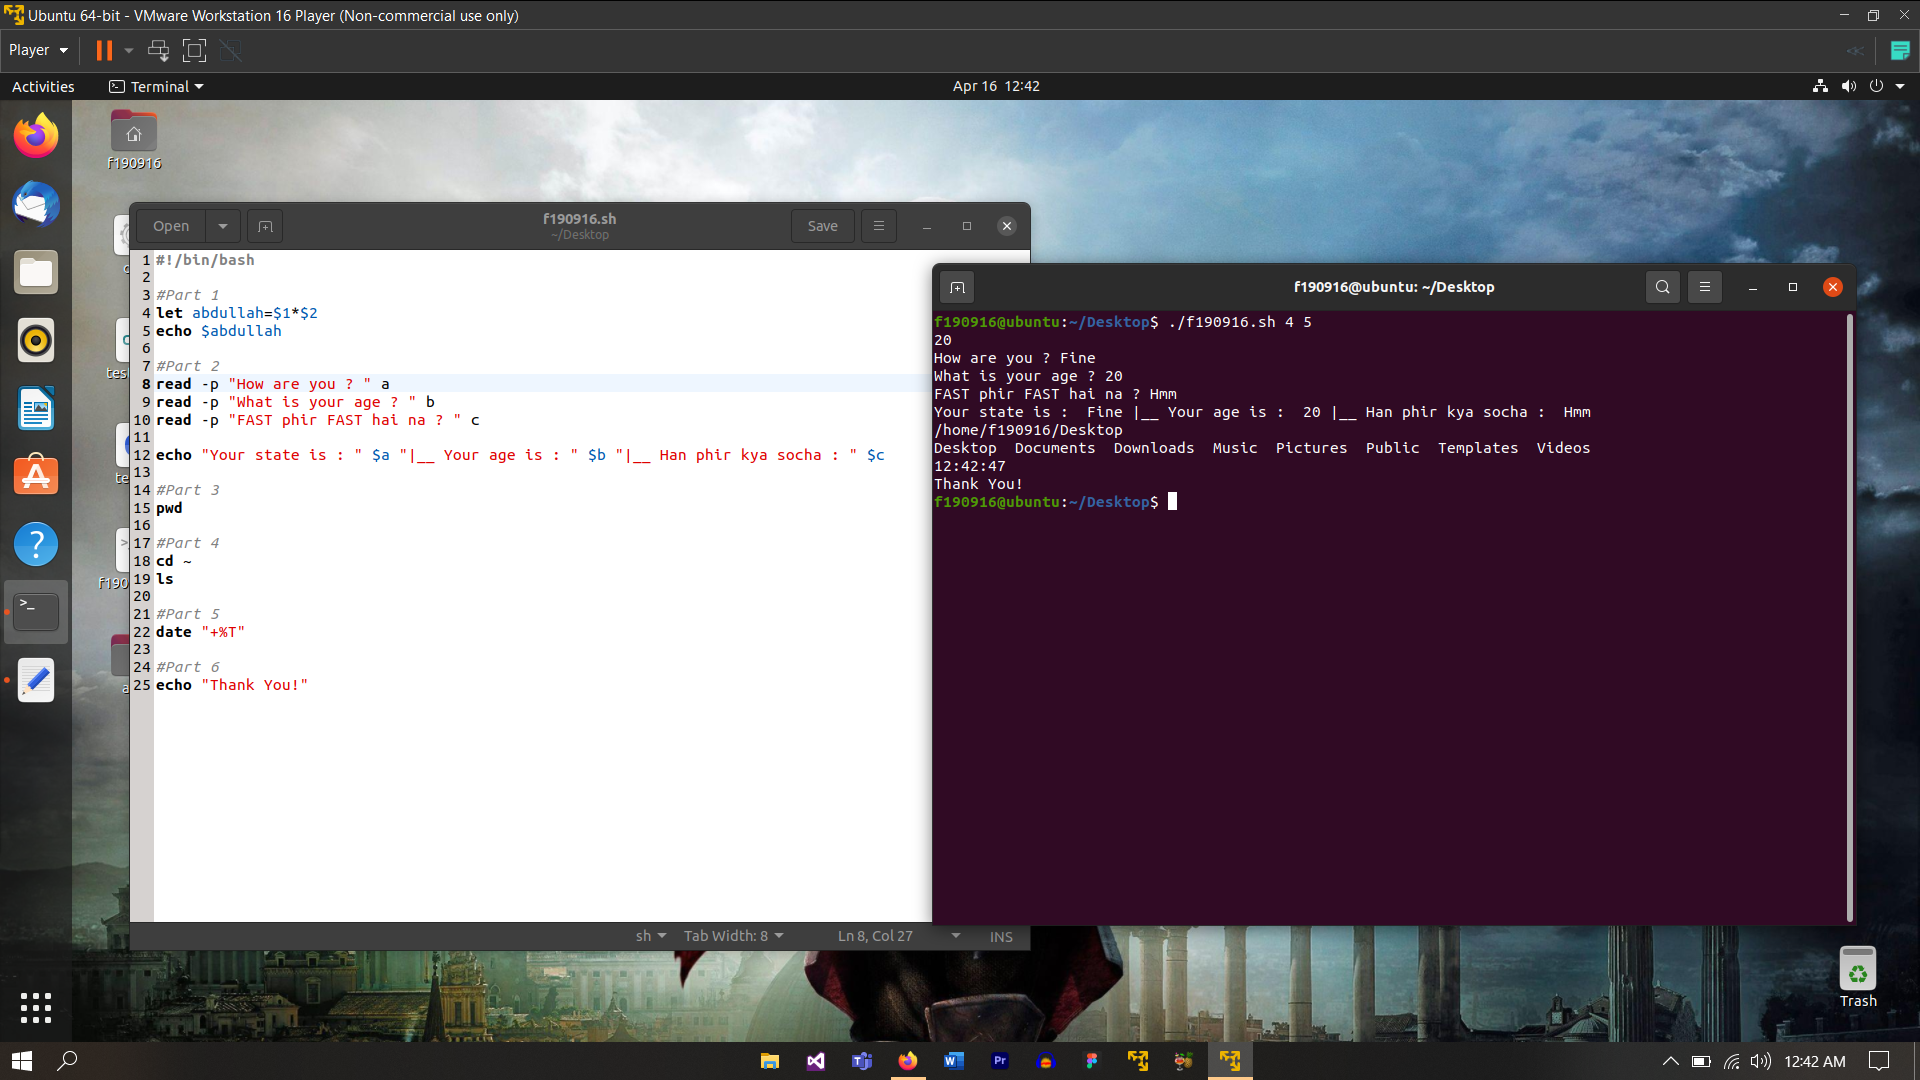 Ubuntu 64-bit - VMware Workstation 16 Player (Non-commercial use only)
Player
Activities
Terminal
Apr 16 12:42
f190916
Open
f190916.sh
~/Desktop
Save
1 #!/bin/bash
2
3 #Part 1
4 let abdullah=$1*$2
5 echo $abdullah
6
7 #Part 2
8 read -p "How are you ? " a
9 read -p "What is your age ? " b
10 read -p "FAST phir FAST hai na ? " c
11
12 echo "Your state is : " $a "|__ Your age is : " $b "|__ Han phir kya socha : " $c
13
14 #Part 3
15 pwd
16
17 #Part 4
18 cd ~
19 ls
20
21 #Part 5
22 date "+%T"
23
24 #Part 6
25 echo "Thank You!"
sh
Tab Width: 8
Ln 8, Col 27
INS
f190916@ubuntu: ~/Desktop
f190916@ubuntu:~/Desktop$ ./f190916.sh 4 5
20
How are you ? Fine
What is your age ? 20
FAST phir FAST hai na ? Hmm
Your state is :  Fine |__ Your age is :  20 |__ Han phir kya socha :  Hmm
/home/f190916/Desktop
Desktop  Documents  Downloads  Music  Pictures  Public  Templates  Videos
12:42:47
Thank You!
f190916@ubuntu:~/Desktop$
Trash
12:42 AM